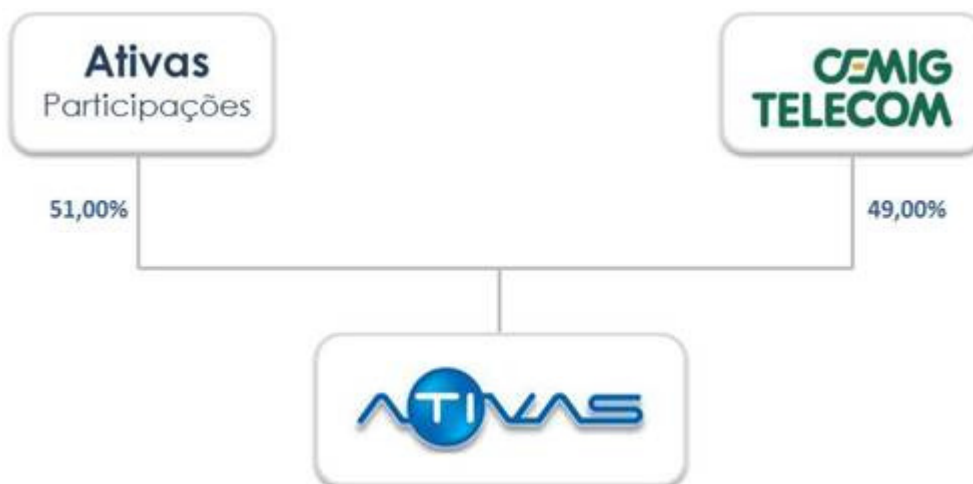 Ativas
Participações
CEMIG
TELECOM
51,00%
49,00%
ATIVAS